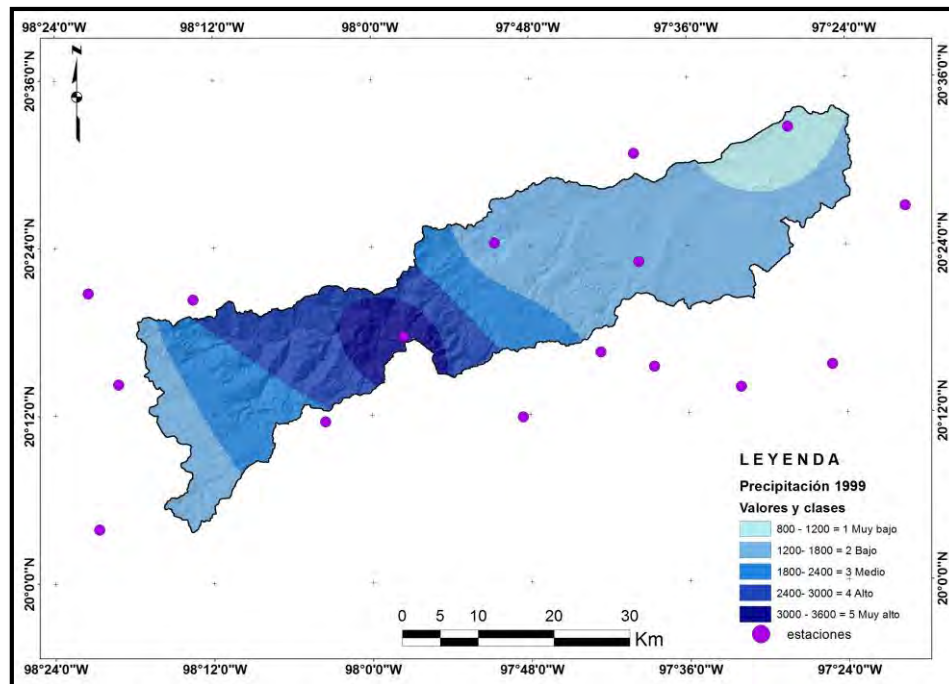 98°24'0"W 98°12'0"W 98°0'0"W 97°48'0"W 97°36'0"W 97°24'0"W
N
20°36'0"N 20°36'0"N
20°24'0"N 20°24'0"N
20°12'0"N 20°12'0"N
20°0'0"N 20°0'0"N
LEYENDA
Precipitación 1999
Valores y clases
800 - 1200 = 1 Muy bajo
1200- 1800 = 2 Bajo
1800- 2400 = 3 Medio
2400- 3000 = 4 Alto
3000 - 3600 = 5 Muy alto
estaciones
0 5 10 20 30
Km
98°24'0"W 98°12'0"W 98°0'0"W 97°48'0"W 97°36'0"W 97°24'0"W